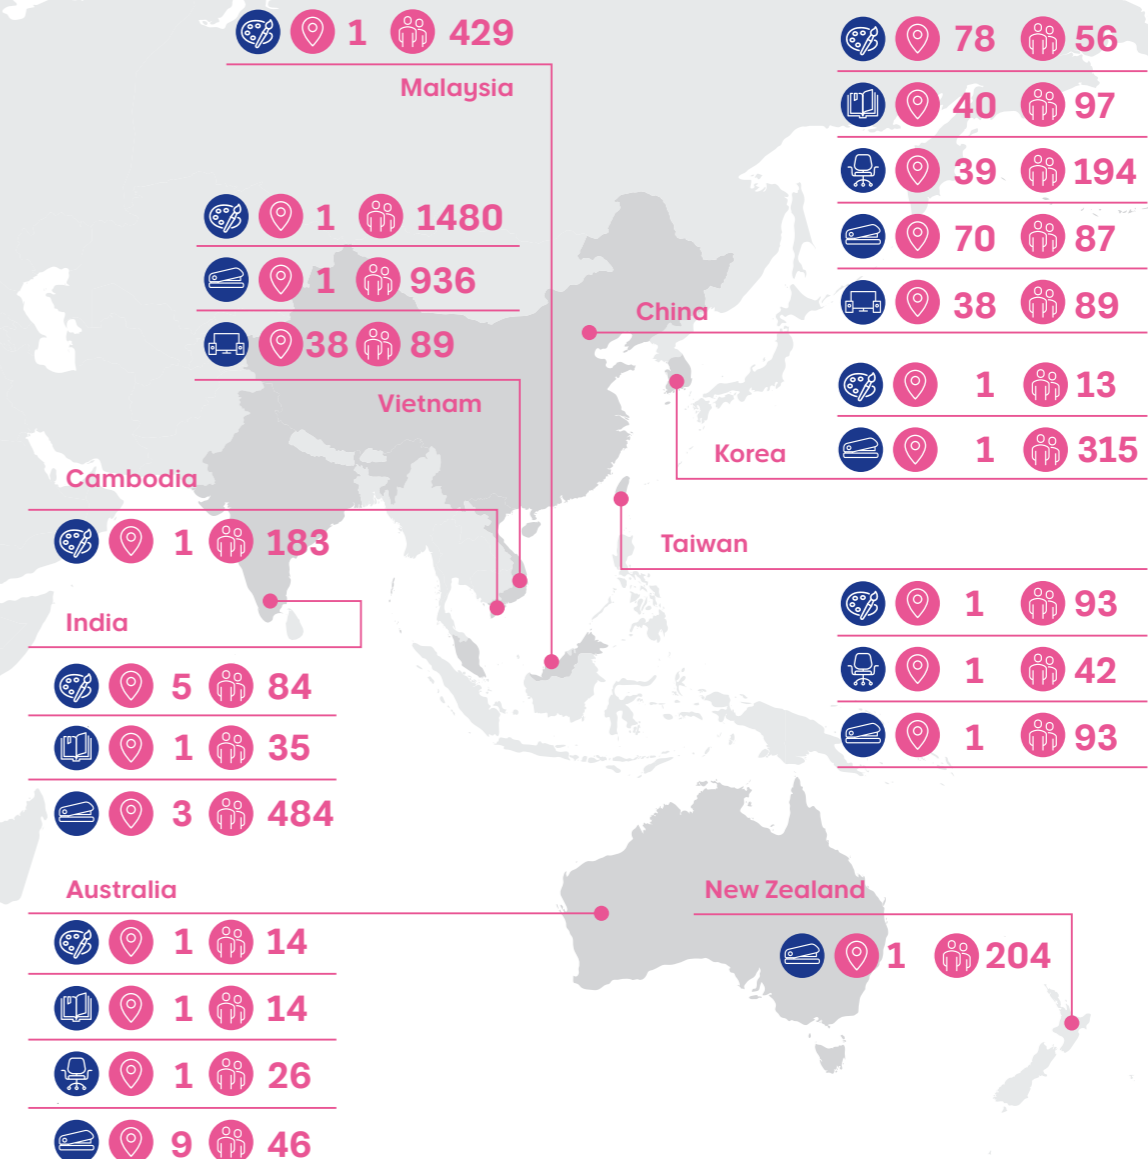 1 429
Malaysia
1 1480
1 936
38 89
Vietnam
Cambodia
1 183
India
5 84
1 35
3 484
Australia
1 14
1 14
1 26
9 46
78 56
40 97
39 194
70 87
38 89
China
1 13
1 315
Korea
Taiwan
1 93
1 42
1 93
New Zealand
1 204